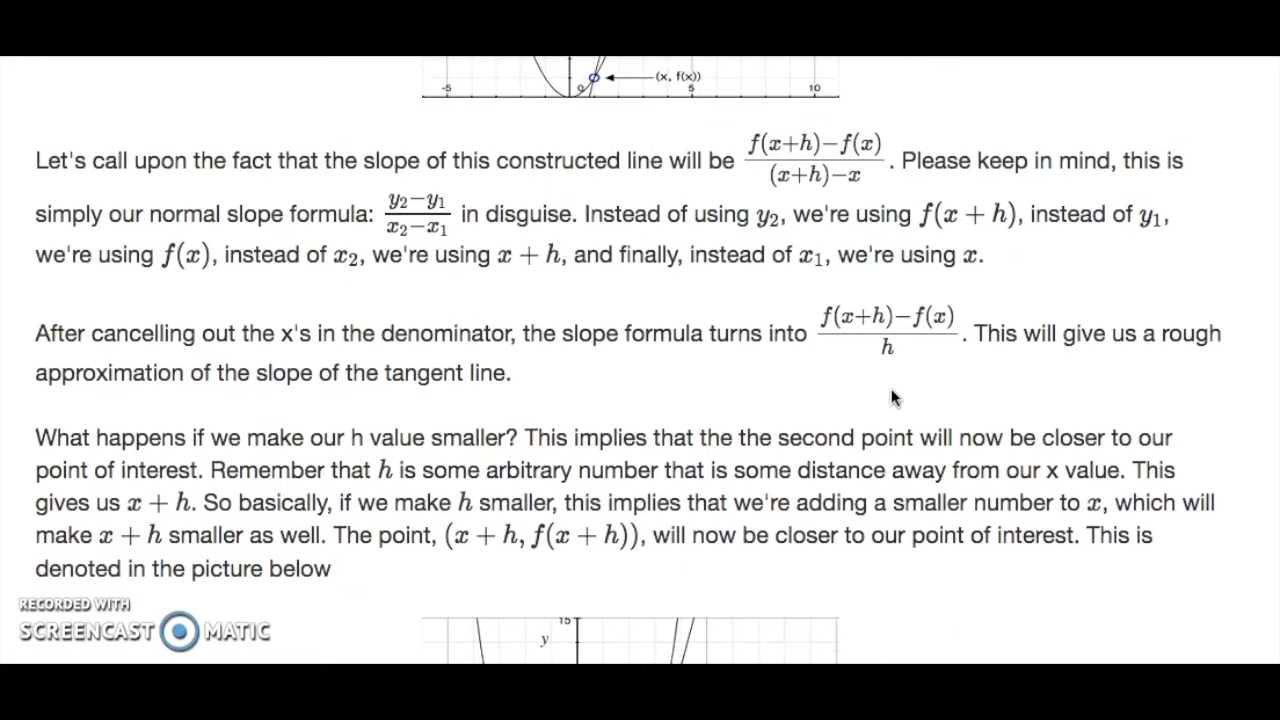 (x, f(x))
-5 0 5 10
Let's call upon the fact that the slope of this constructed line will be f(x+h)−f(x) / (x+h)−x . Please keep in mind, this is
simply our normal slope formula: y₂−y₁ / x₂−x₁ in disguise. Instead of using y₂, we're using f(x + h), instead of y₁,
we're using f(x), instead of x₂, we're using x + h, and finally, instead of x₁, we're using x.
After cancelling out the x's in the denominator, the slope formula turns into f(x+h)−f(x) / h . This will give us a rough
approximation of the slope of the tangent line.
What happens if we make our h value smaller? This implies that the the second point will now be closer to our
point of interest. Remember that h is some arbitrary number that is some distance away from our x value. This
gives us x + h. So basically, if we make h smaller, this implies that we're adding a smaller number to x, which will
make x + h smaller as well. The point, (x + h, f(x + h)), will now be closer to our point of interest. This is
denoted in the picture below
RECORDED WITH
SCREENCAST MATIC
15
y